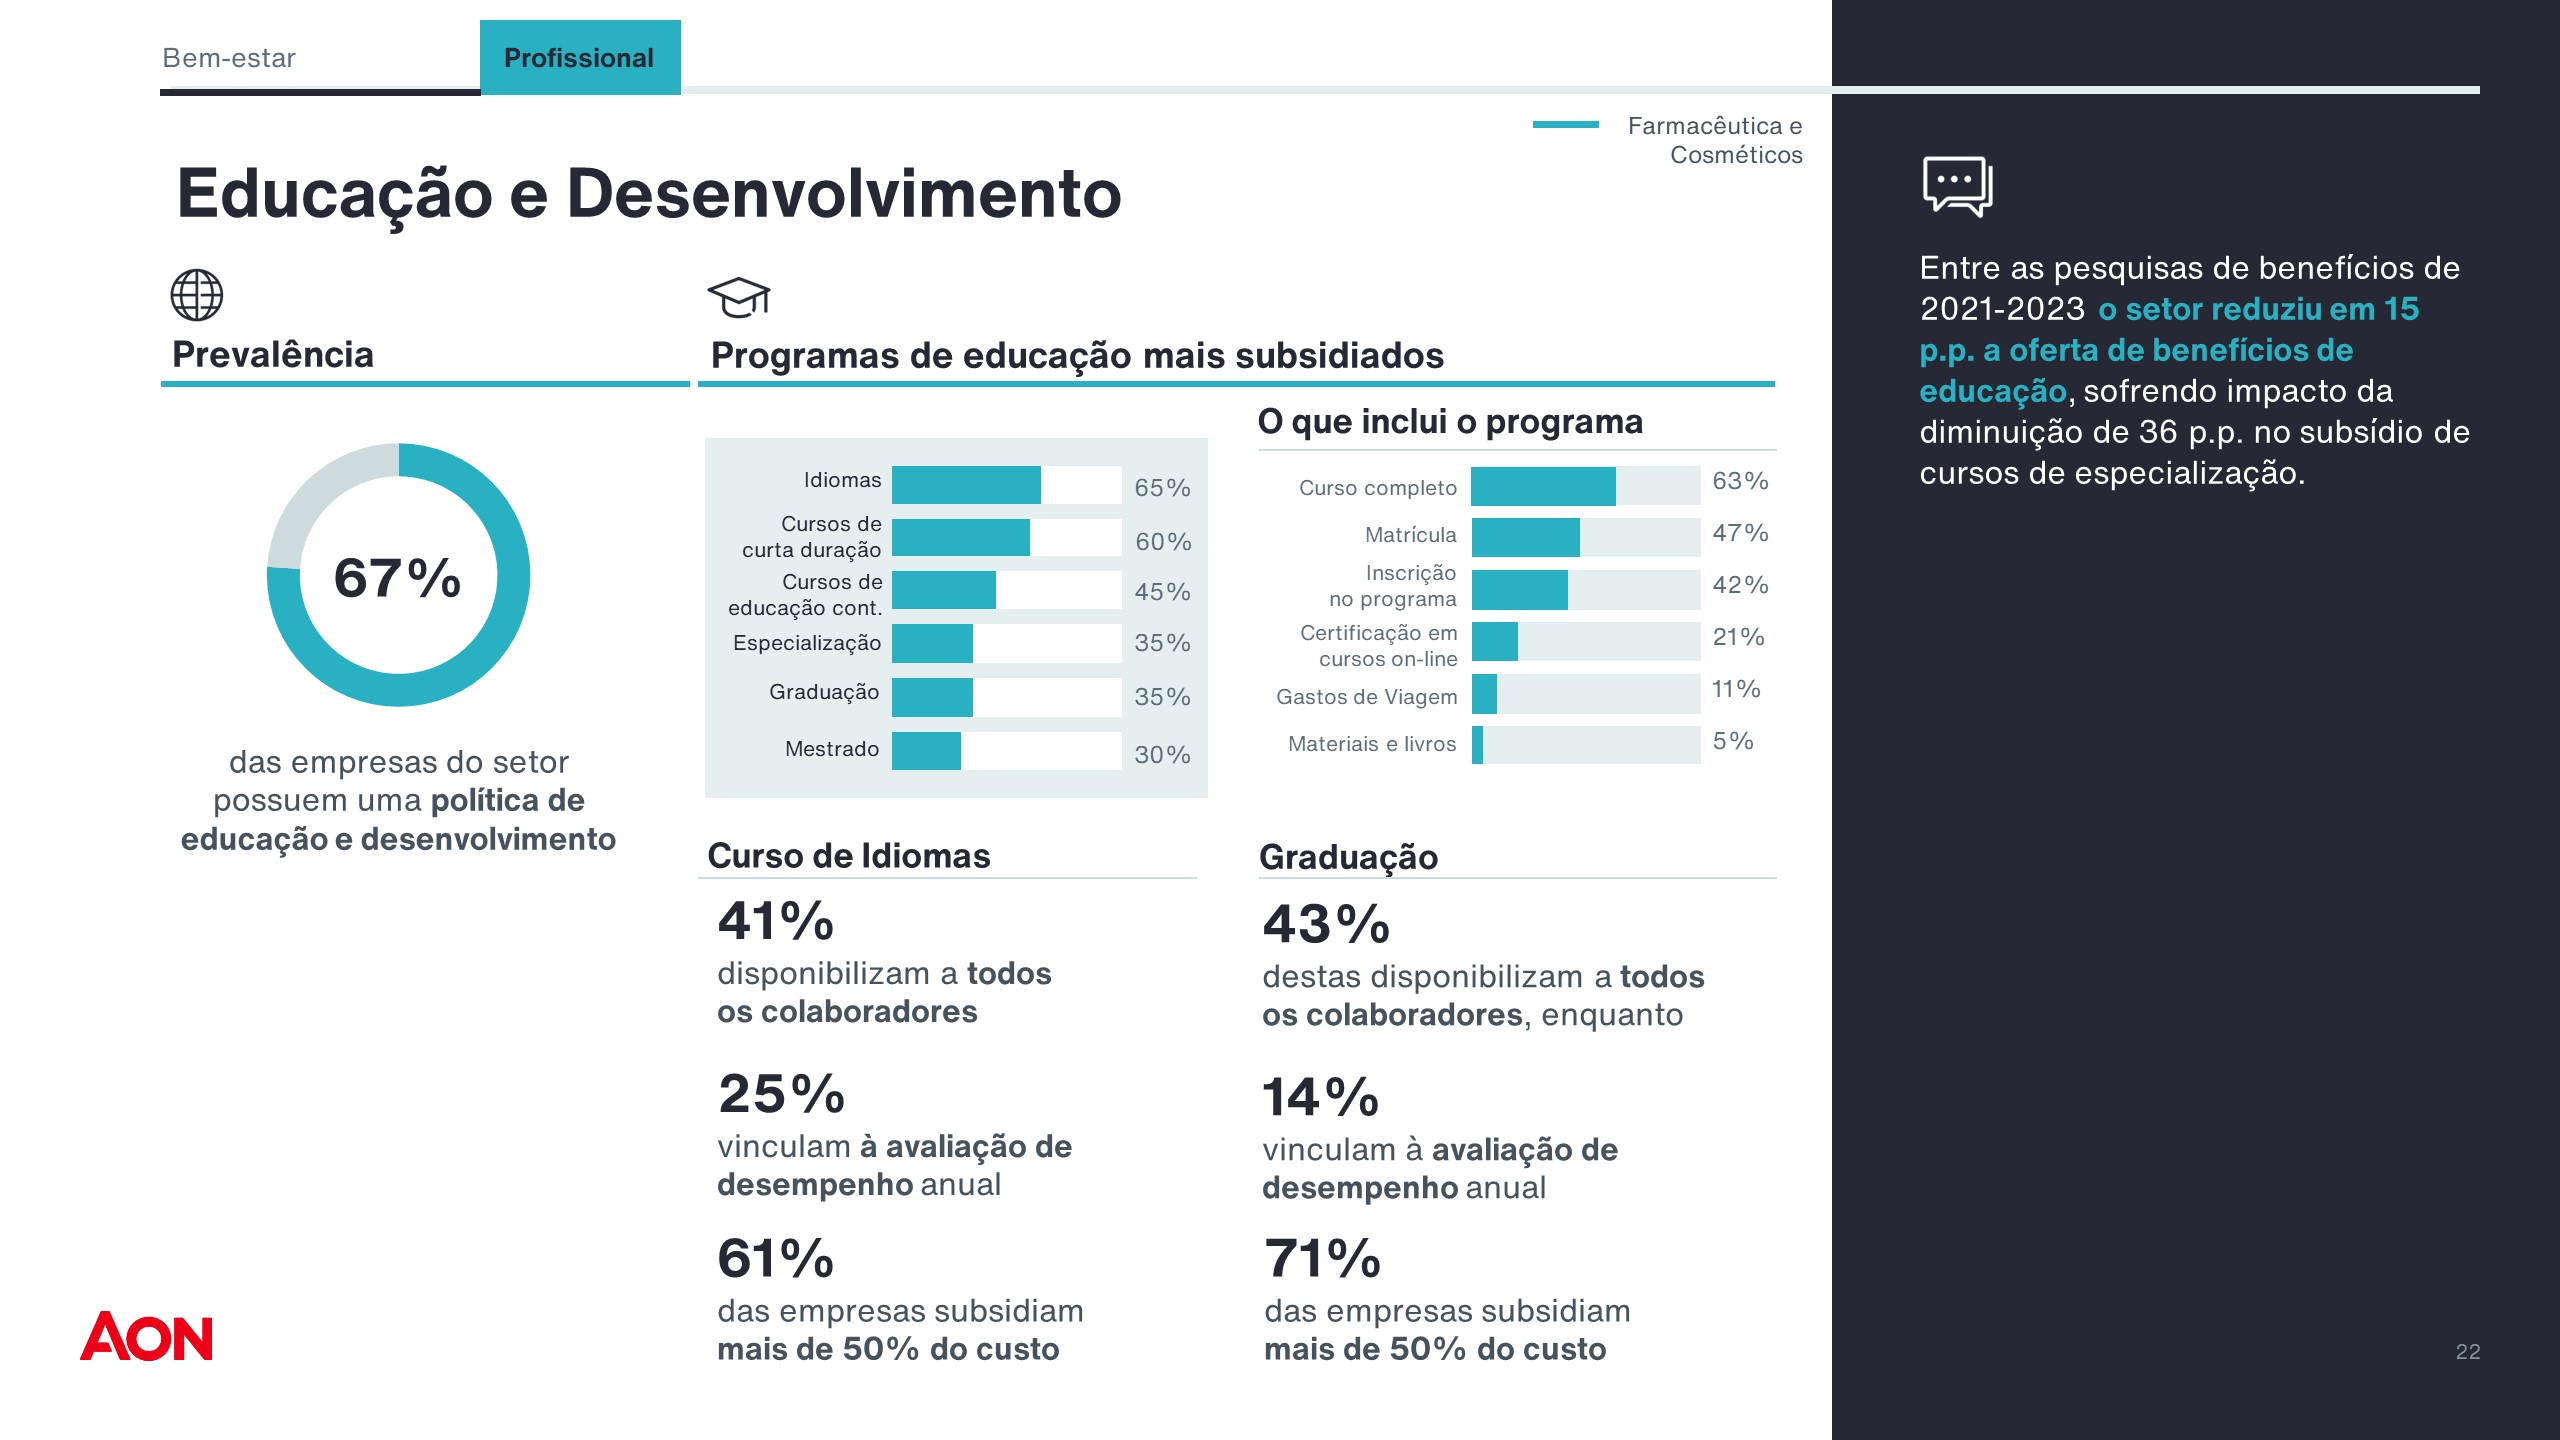 Bem-estar
Profissional
Farmacêutica e
Cosméticos
Educação e Desenvolvimento
Prevalência
67%
das empresas do setor
possuem uma política de
educação e desenvolvimento
Programas de educação mais subsidiados
Idiomas 65%
Cursos de
curta duração 60%
Cursos de
educação cont. 45%
Especialização 35%
Graduação 35%
Mestrado 30%
O que inclui o programa
Curso completo 63%
Matrícula 47%
Inscrição
no programa 42%
Certificação em
cursos on-line 21%
Gastos de Viagem 11%
Materiais e livros 5%
Curso de Idiomas
41%
disponibilizam a todos
os colaboradores
25%
vinculam à avaliação de
desempenho anual
61%
das empresas subsidiam
mais de 50% do custo
Graduação
43%
destas disponibilizam a todos
os colaboradores, enquanto
14%
vinculam à avaliação de
desempenho anual
71%
das empresas subsidiam
mais de 50% do custo
Entre as pesquisas de benefícios de
2021-2023 o setor reduziu em 15
p.p. a oferta de benefícios de
educação, sofrendo impacto da
diminuição de 36 p.p. no subsídio de
cursos de especialização.
AON
22